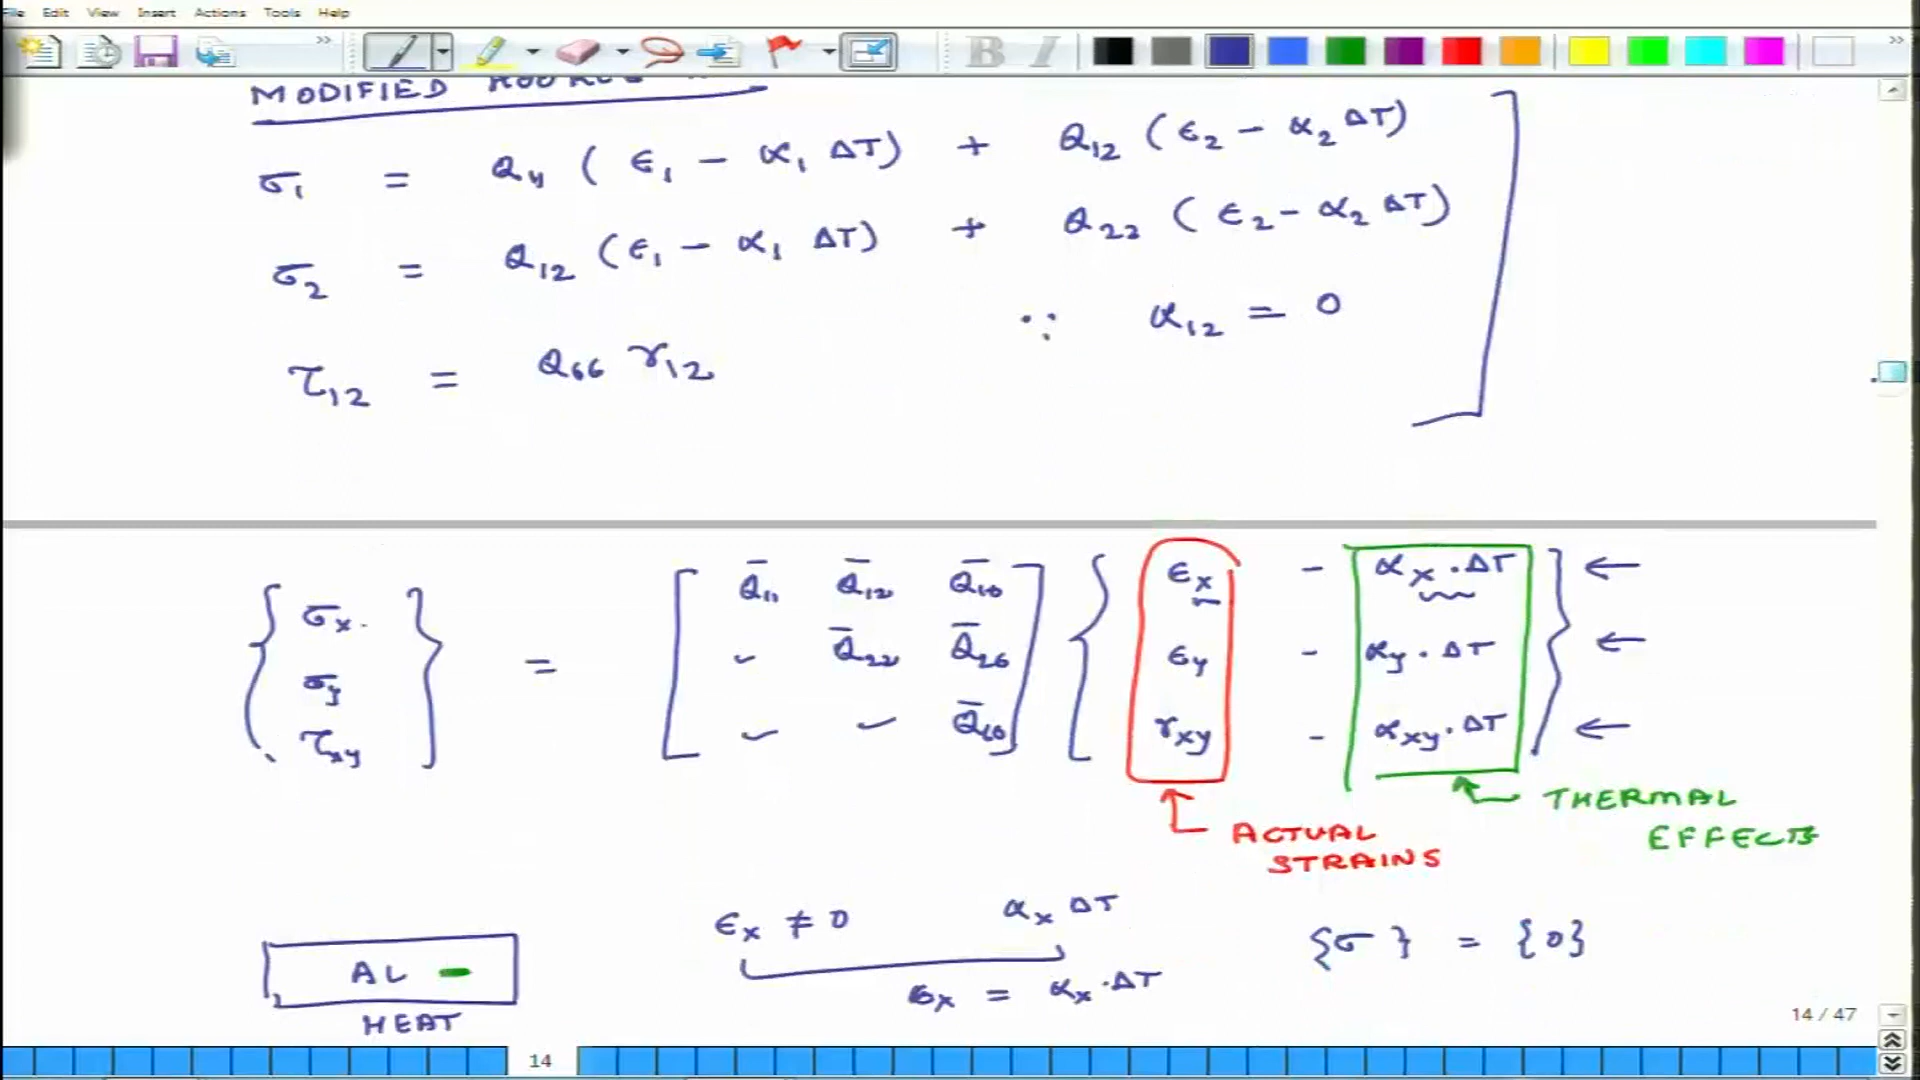 File Edit View Insert Actions Tools Help
B I
MODIFIED
σ₁ = Q₁₁ ( ϵ₁ − α₁ ΔT) + Q₁₂ (ϵ₂ − α₂ ΔT)
σ₂ = Q₁₂ (ϵ₁ − α₁ ΔT) + Q₂₂ (ϵ₂ − α₂ ΔT)
τ₁₂ = Q₆₆ γ₁₂ ∵ α₁₂ = 0
{ σx } = [ Q̄₁₁ Q̄₁₂ Q̄₁₆ ] { ϵx − αx · ΔT } ←
σy ✓ Q̄₂₂ Q̄₂₆ ϵy − αy · ΔT ←
τxy ✓ ✓ Q̄₆₆ γxy − αxy · ΔT ←
THERMAL
EFFECTS
ACTUAL
STRAINS
ϵx ≠ 0 αx ΔT {σ} = {0}
AL
ϵx = αx · ΔT
HEAT
14 / 47
14